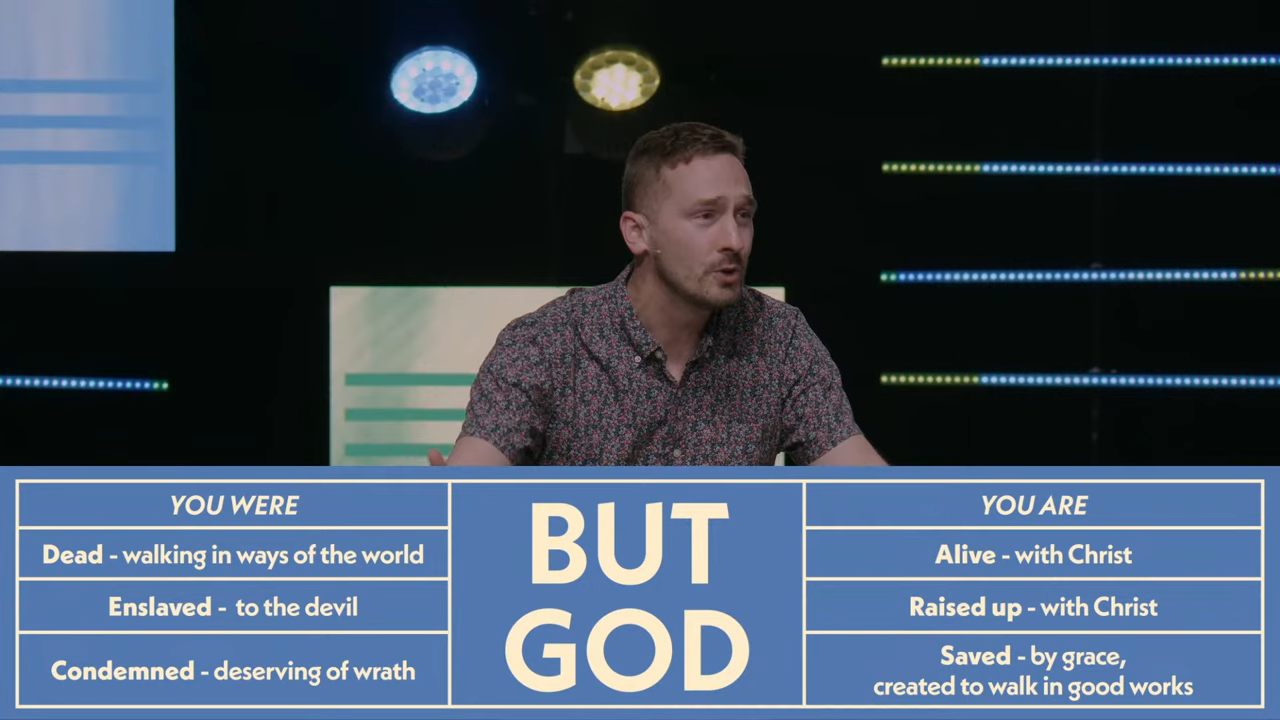 YOU WERE
Dead - walking in ways of the world
Enslaved - to the devil
Condemned - deserving of wrath
BUT
GOD
YOU ARE
Alive - with Christ
Raised up - with Christ
Saved - by grace,
created to walk in good works